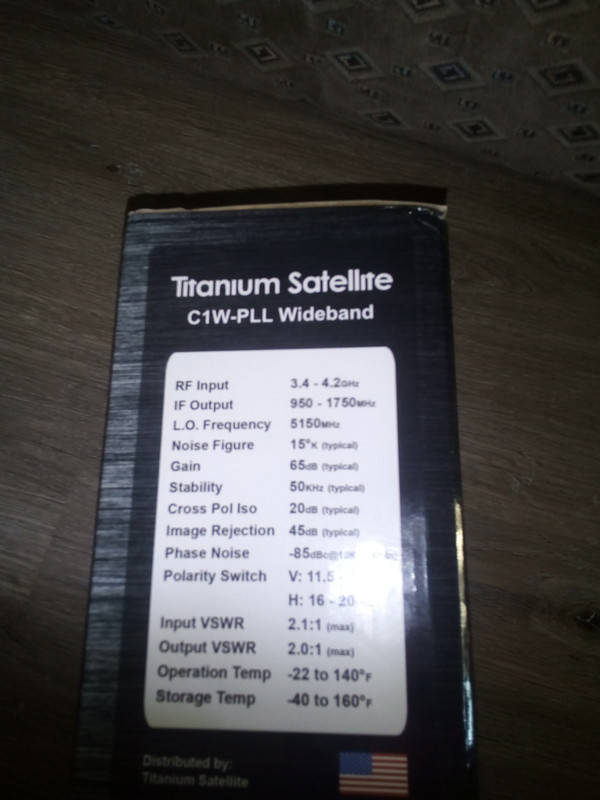 Titanium Satellite
C1W-PLL Wideband
RF Input 3.4 - 4.2GHz
IF Output 950 - 1750MHz
L.O. Frequency 5150MHz
Noise Figure 15°K (typical)
Gain 65dB (typical)
Stability 50KHz (typical)
Cross Pol Iso 20dB (typical)
Image Rejection 45dB (typical)
Phase Noise -85dBc@
Polarity Switch V: 11.5 -
H: 16 - 20
Input VSWR 2.1:1 (max)
Output VSWR 2.0:1 (max)
Operation Temp -22 to 140°F
Storage Temp -40 to 160°F
Distributed by:
Titanium Satellite